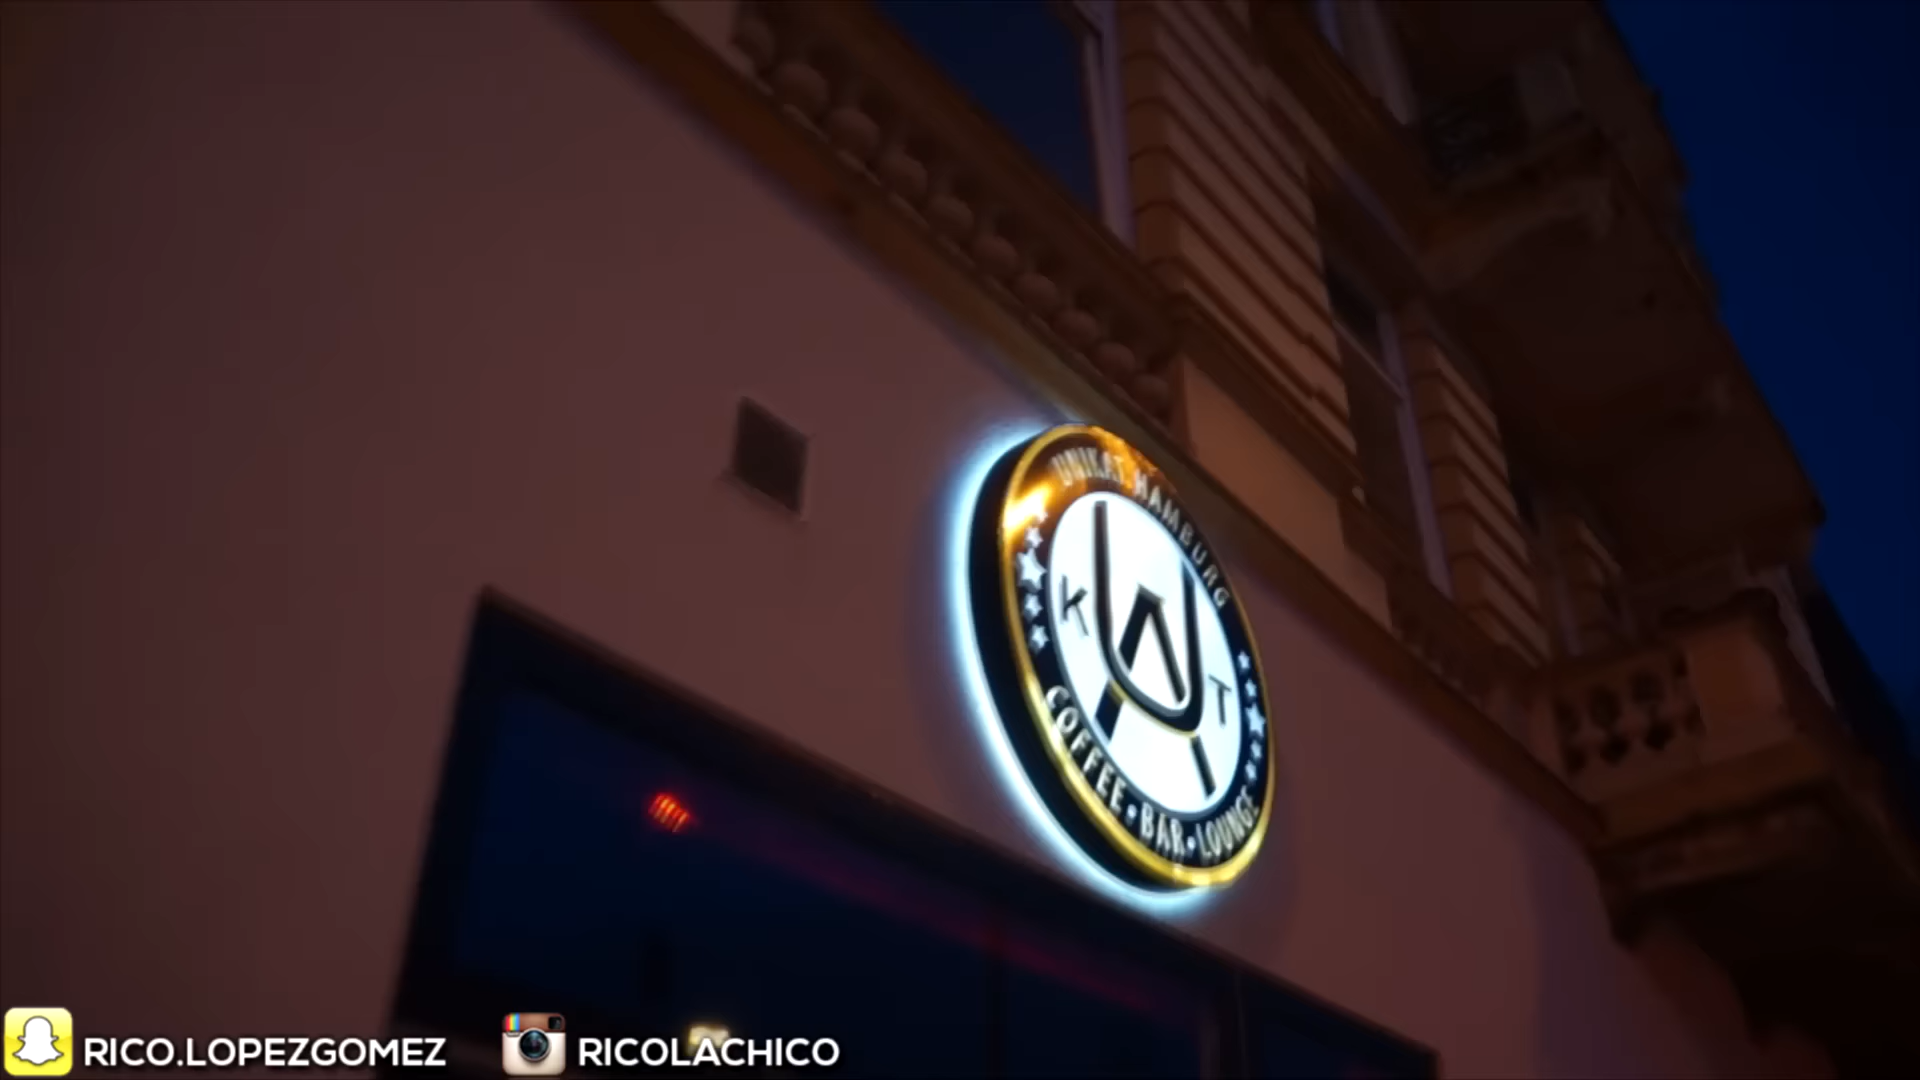 UNIKAT HAMBURG
K
U
A
T
COFFEE • BAR • LOUNGE
RICO.LOPEZGOMEZ
RICOLACHICO